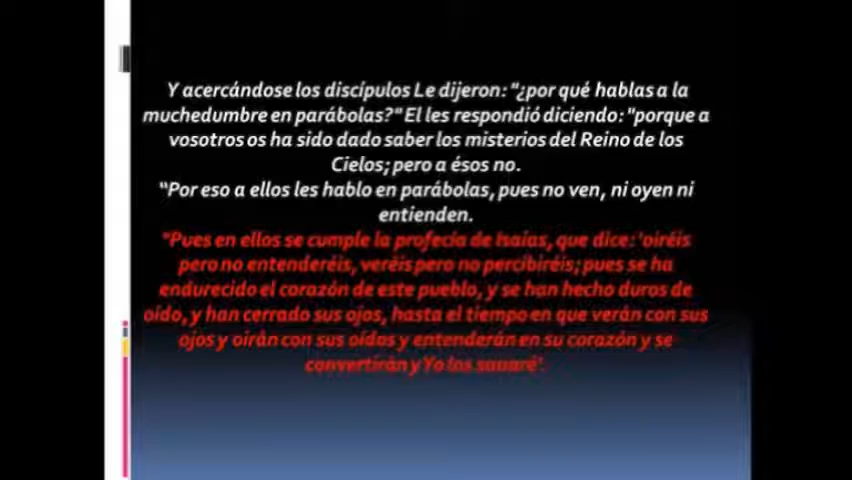 Y acercándose los discípulos Le dijeron: "¿por qué hablas a la
muchedumbre en parábolas?" El les respondió diciendo: "porque a
vosotros os ha sido dado saber los misterios del Reino de los
Cielos; pero a ésos no.
"Por eso a ellos les hablo en parábolas, pues no ven, ni oyen ni
entienden.
"Pues en ellos se cumple la profecía de Isaías, que dice: 'oiréis
pero no entenderéis, veréis pero no percibiréis; pues se ha
endurecido el corazón de este pueblo, y se han hecho duros de
oído, y han cerrado sus ojos, hasta el tiempo en que verán con sus
ojos y oirán con sus oídos y entenderán en su corazón y se
convertirán y Yo los sanaré'.